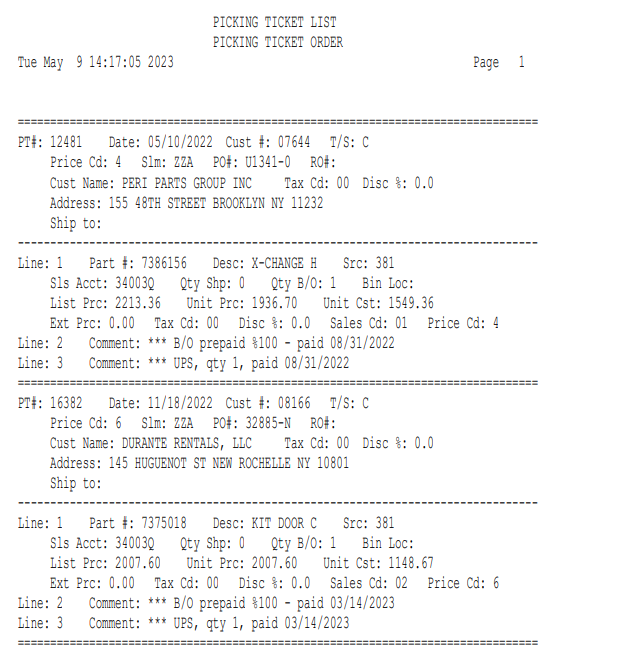 PICKING TICKET LIST
PICKING TICKET ORDER
Tue May  9 14:17:05 2023                                              Page   1
================================================================================
PT#: 12481    Date: 05/10/2022  Cust #: 07644   T/S: C
     Price Cd: 4   Slm: ZZA   PO#: U1341-0   RO#:
     Cust Name: PERI PARTS GROUP INC     Tax Cd: 00  Disc %: 0.0
     Address: 155 48TH STREET BROOKLYN NY 11232
     Ship to:
--------------------------------------------------------------------------------
Line: 1    Part #: 7386156    Desc: X-CHANGE H    Src: 381
     Sls Acct: 34003Q    Qty Shp: 0    Qty B/O: 1    Bin Loc:
     List Prc: 2213.36    Unit Prc: 1936.70    Unit Cst: 1549.36
     Ext Prc: 0.00   Tax Cd: 00   Disc %: 0.0   Sales Cd: 01   Price Cd: 4
Line: 2    Comment: *** B/O prepaid %100 - paid 08/31/2022
Line: 3    Comment: *** UPS, qty 1, paid 08/31/2022
================================================================================
PT#: 16382    Date: 11/18/2022  Cust #: 08166   T/S: C
     Price Cd: 6   Slm: ZZA   PO#: 32885-N   RO#:
     Cust Name: DURANTE RENTALS, LLC     Tax Cd: 00  Disc %: 0.0
     Address: 145 HUGUENOT ST NEW ROCHELLE NY 10801
     Ship to:
--------------------------------------------------------------------------------
Line: 1    Part #: 7375018    Desc: KIT DOOR C    Src: 381
     Sls Acct: 34003Q    Qty Shp: 0    Qty B/O: 1    Bin Loc:
     List Prc: 2007.60    Unit Prc: 2007.60    Unit Cst: 1148.67
     Ext Prc: 0.00   Tax Cd: 00   Disc %: 0.0   Sales Cd: 02   Price Cd: 6
Line: 2    Comment: *** B/O prepaid %100 - paid 03/14/2023
Line: 3    Comment: *** UPS, qty 1, paid 03/14/2023
================================================================================